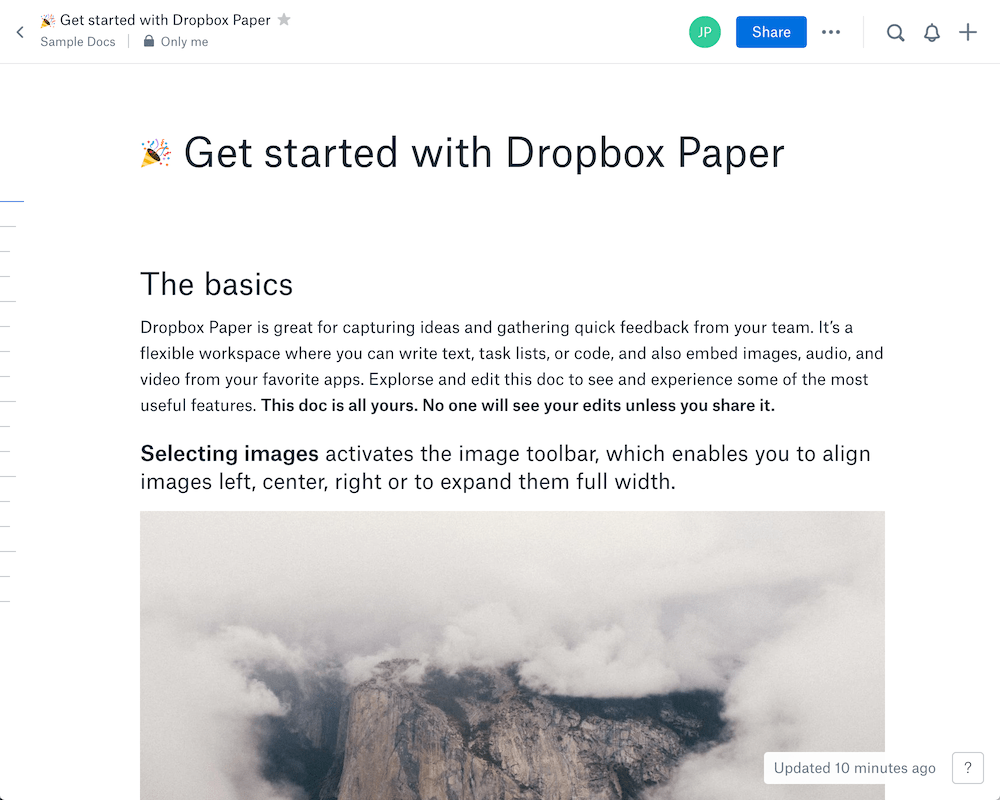 Get started with Dropbox Paper
Sample Docs
Only me
JP
Share
Get started with Dropbox Paper
The basics
Dropbox Paper is great for capturing ideas and gathering quick feedback from your team. It’s a
flexible workspace where you can write text, task lists, or code, and also embed images, audio, and
video from your favorite apps. Explorse and edit this doc to see and experience some of the most
useful features. This doc is all yours. No one will see your edits unless you share it.
Selecting images activates the image toolbar, which enables you to align
images left, center, right or to expand them full width.
Updated 10 minutes ago
?